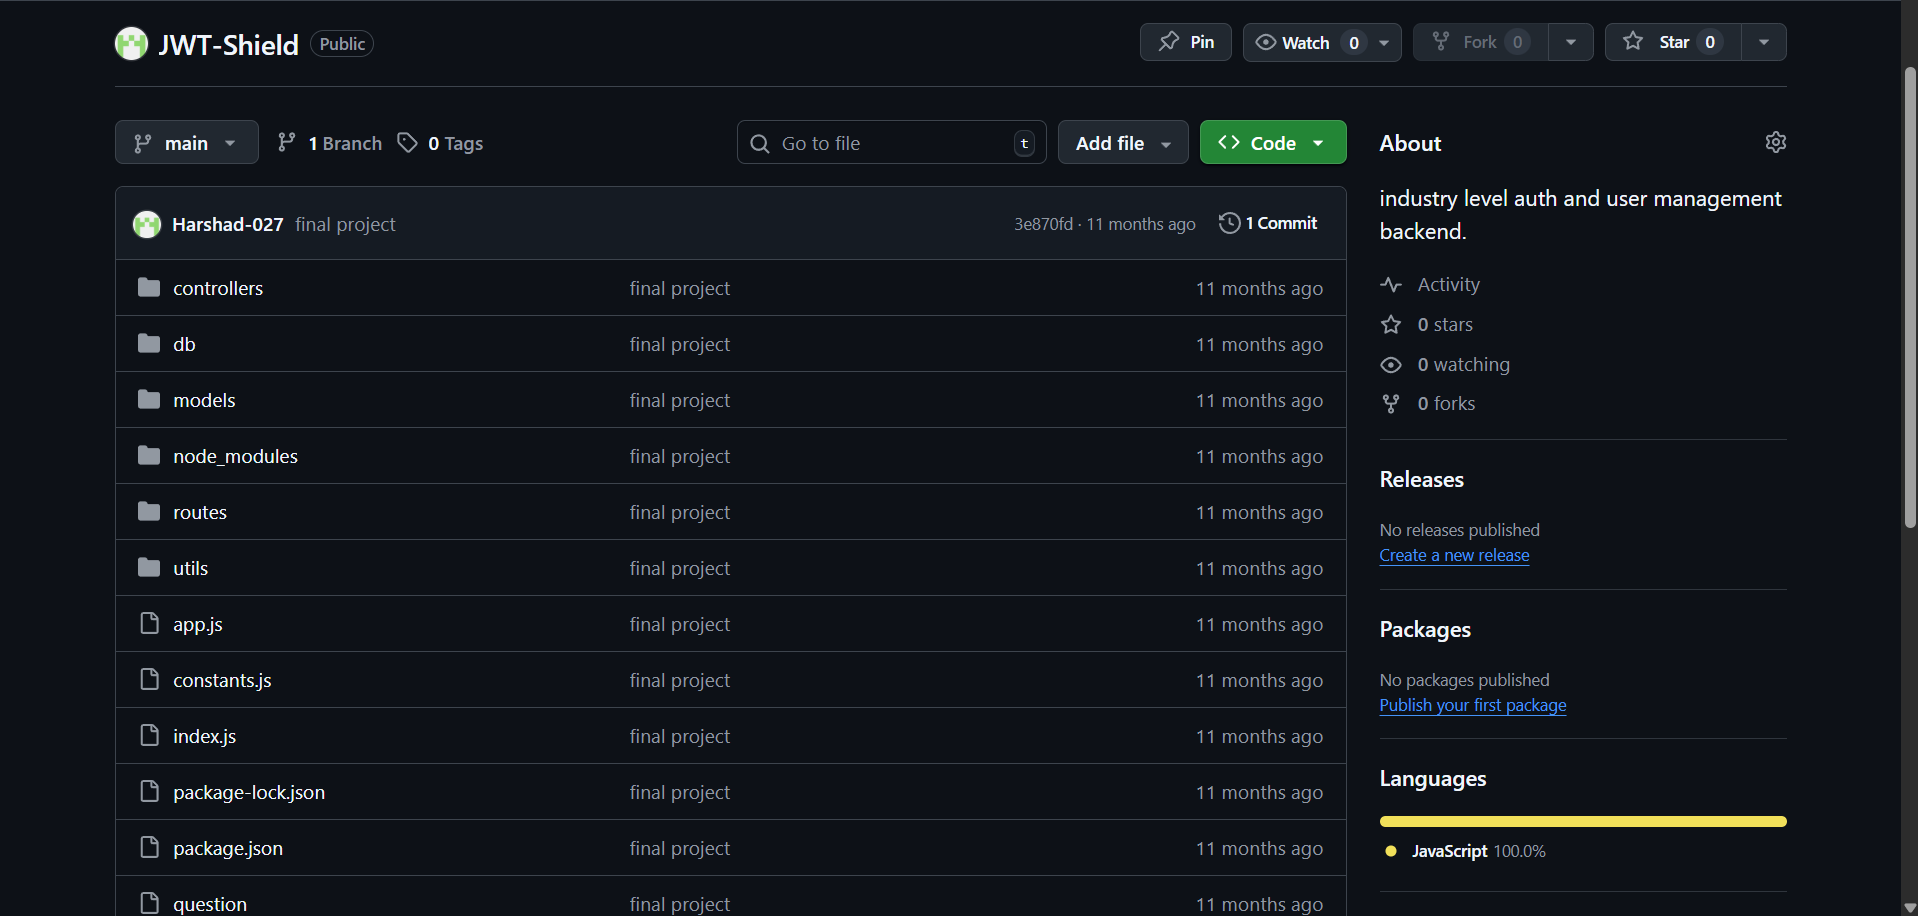 JWT-Shield Public Pin Watch 0 Fork 0 Star 0
main 1 Branch 0 Tags Go to file t Add file Code
Harshad-027 final project 3e870fd · 11 months ago 1 Commit
controllers final project 11 months ago
db final project 11 months ago
models final project 11 months ago
node_modules final project 11 months ago
routes final project 11 months ago
utils final project 11 months ago
app.js final project 11 months ago
constants.js final project 11 months ago
index.js final project 11 months ago
package-lock.json final project 11 months ago
package.json final project 11 months ago
question final project 11 months ago
About
industry level auth and user management
backend.
Activity
0 stars
0 watching
0 forks
Releases
No releases published
Create a new release
Packages
No packages published
Publish your first package
Languages
JavaScript 100.0%